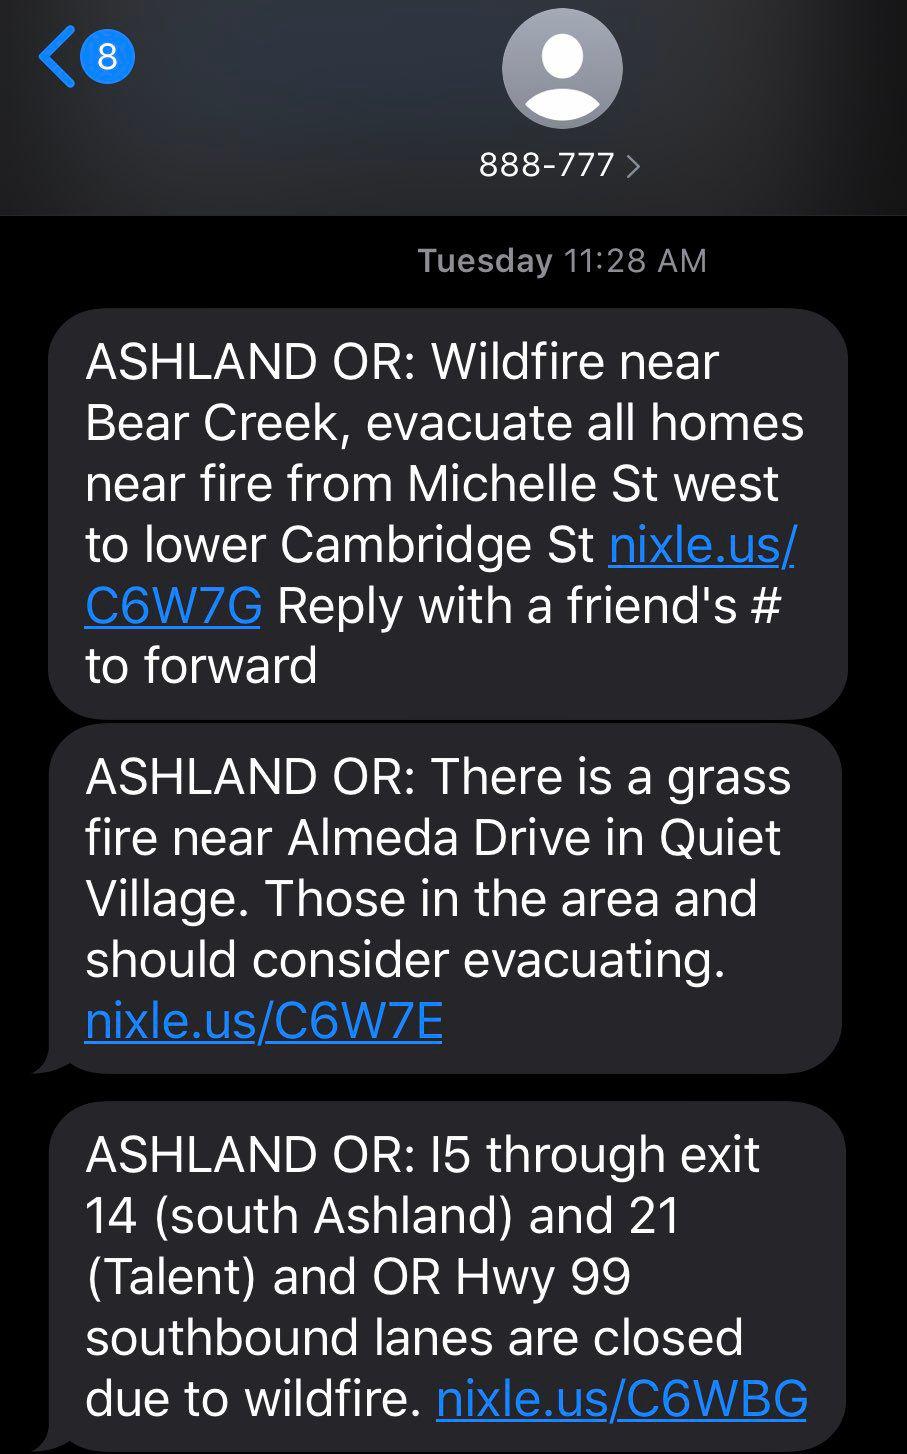 8
888-777
Tuesday 11:28 AM
ASHLAND OR: Wildfire near
Bear Creek, evacuate all homes
near fire from Michelle St west
to lower Cambridge St nixle.us/
C6W7G Reply with a friend's #
to forward
ASHLAND OR: There is a grass
fire near Almeda Drive in Quiet
Village. Those in the area and
should consider evacuating.
nixle.us/C6W7E
ASHLAND OR: I5 through exit
14 (south Ashland) and 21
(Talent) and OR Hwy 99
southbound lanes are closed
due to wildfire. nixle.us/C6WBG